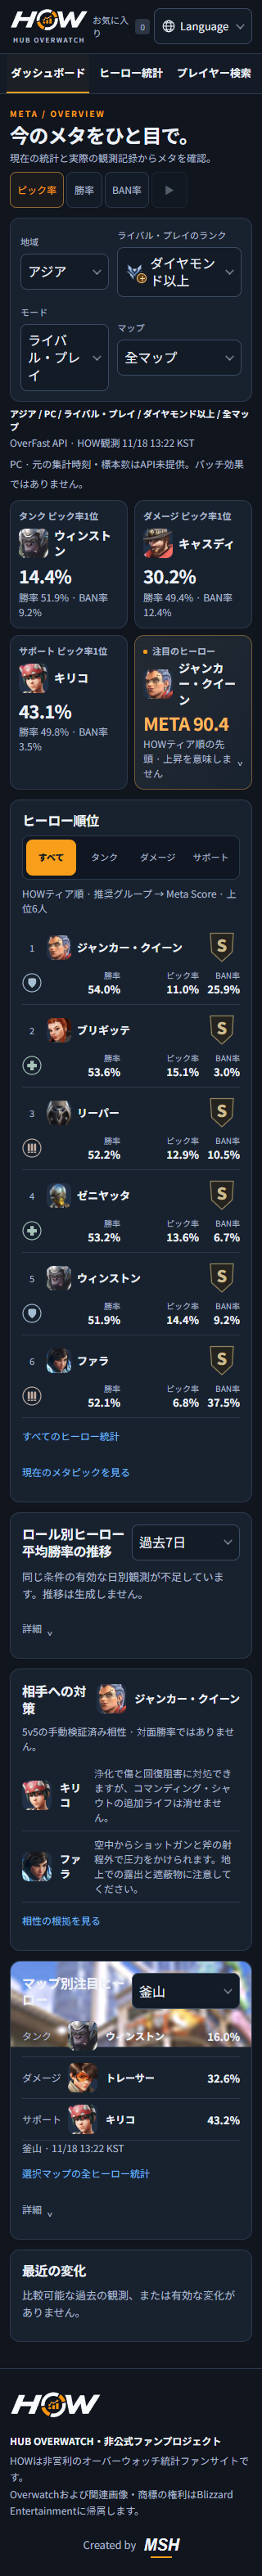 HOW
HUB OVERWATCH
お気に入
り
0
Language
ダッシュボード
ヒーロー統計
プレイヤー検索
META / OVERVIEW
今のメタをひと目で。
現在の統計と実際の観測記録からメタを確認。
ピック率
勝率
BAN率
地域
アジア
ライバル・プレイのランク
ダイヤモン
ド以上
モード
ライバ
ル・プレ
イ
マップ
全マップ
アジア / PC / ライバル・プレイ / ダイヤモンド以上 / 全マッ
プ
OverFast API · HOW観測 11/18 13:22 KST
PC · 元の集計時刻・標本数はAPI未提供。パッチ効果
ではありません。
タンク ピック率1位
ウィンスト
ン
14.4%
勝率 51.9% · BAN率
9.2%
ダメージ ピック率1位
キャスディ
30.2%
勝率 49.4% · BAN率
12.4%
サポート ピック率1位
キリコ
43.1%
勝率 49.8% · BAN率
3.5%
注目のヒーロー
ジャンカ
ー・クイー
ン
META 90.4
HOWティア順の先
頭 · 上昇を意味しま
せん
ヒーロー順位
すべて
タンク
ダメージ
サポート
HOWティア順 · 推奨グループ → Meta Score · 上
位6人
1
ジャンカー・クイーン
S
勝率
ピック率
BAN率
54.0%
11.0%
25.9%
2
ブリギッテ
S
勝率
ピック率
BAN率
53.6%
15.1%
3.0%
3
リーパー
S
勝率
ピック率
BAN率
52.2%
12.9%
10.5%
4
ゼニヤッタ
S
勝率
ピック率
BAN率
53.2%
13.6%
6.7%
5
ウィンストン
S
勝率
ピック率
BAN率
51.9%
14.4%
9.2%
6
ファラ
S
勝率
ピック率
BAN率
52.1%
6.8%
37.5%
すべてのヒーロー統計
現在のメタピックを見る
ロール別ヒーロー
平均勝率の推移
過去7日
同じ条件の有効な日別観測が不足していま
す。推移は生成しません。
詳細
相手への対
策
ジャンカー・クイーン
5v5の手動検証済み相性 · 対面勝率ではありませ
ん。
キリ
コ
浄化で傷と回復阻害に対処でき
ますが、コマンディング・シャ
ウトの追加ライフは消せませ
ん。
ファ
ラ
空中からショットガンと斧の射
程外で圧力をかけられます。地
上での露出と遮蔽物に注意して
ください。
相性の根拠を見る
マップ別注目ヒー
ロー
釜山
タンク
ウィンストン
16.0%
ダメージ
トレーサー
32.6%
サポート
キリコ
43.2%
釜山 · 11/18 13:22 KST
選択マップの全ヒーロー統計
詳細
最近の変化
比較可能な過去の観測、または有効な変化が
ありません。
HOW
HUB OVERWATCH • 非公式ファンプロジェクト
HOWは非営利のオーバーウォッチ統計ファンサイトで
す。
Overwatchおよび関連画像・商標の権利はBlizzard
Entertainmentに帰属します。
Created by MSH